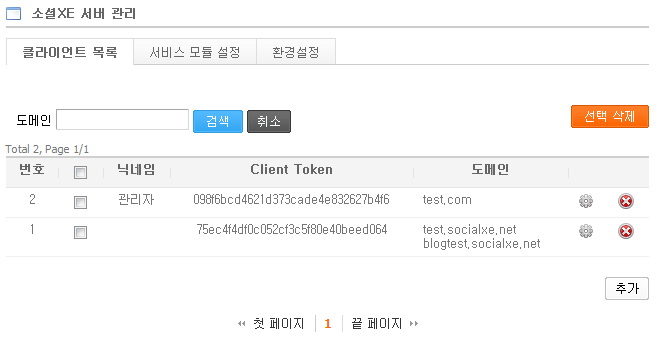 소셜XE 서버 관리
클라이언트 목록 서비스 모듈 설정 환경설정
도메인 검색 취소 선택 삭제
Total 2, Page 1/1
번호 닉네임 Client Token 도메인
2 관리자 098f6bcd4621d373cade4e832627b4f6 test.com
1 75ec4f4df0c052cf3c5f80e40beed064 test.socialxe.net
blogtest.socialxe.net
추가
첫 페이지 1 끝 페이지